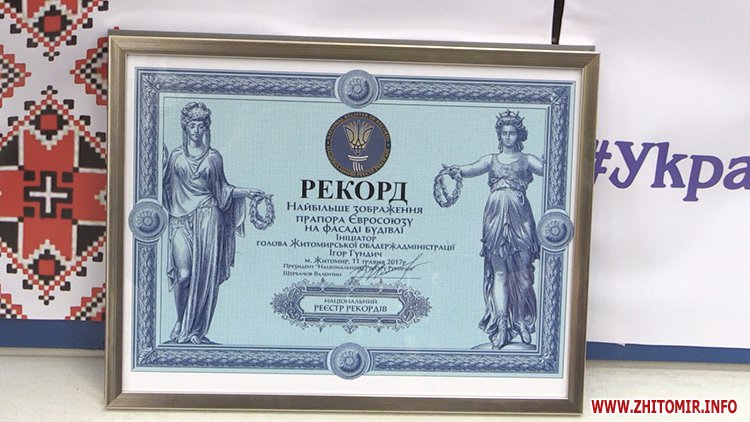 РЕКОРД
Найбільше зображення
прапора Євросоюзу
на фасаді будівлі
Ініціатор
голова Житомирської облдержадміністрації
Ігор Гундич
м. Житомир, 11 травня 2017р.
Президент "Національного реєстру рекордів"
Щербачов Валентин
НАЦІОНАЛЬНИЙ
РЕЄСТР РЕКОРДІВ
#Укра
WWW.ZHITOMIR.INFO